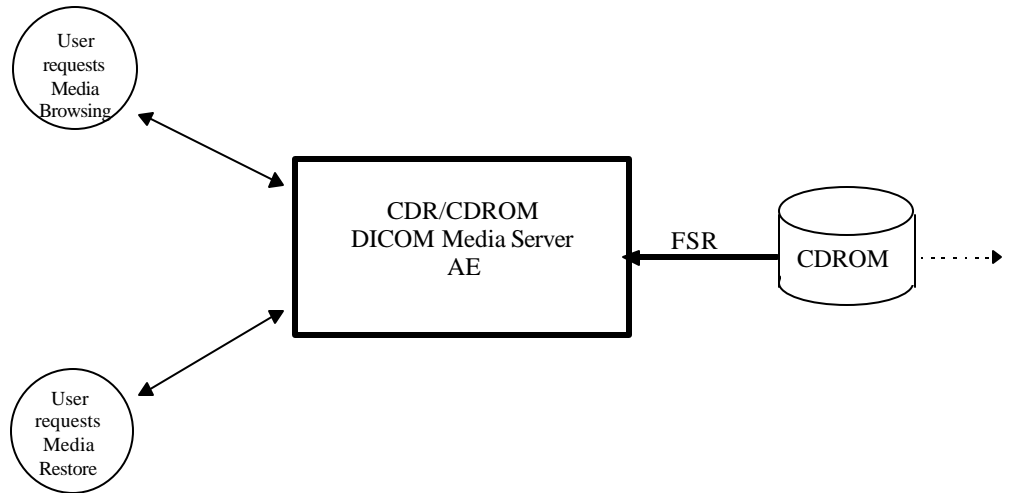 User
requests
Media
Browsing
CDR/CDROM
DICOM Media Server
AE
FSR
CDROM
User
requests
Media
Restore